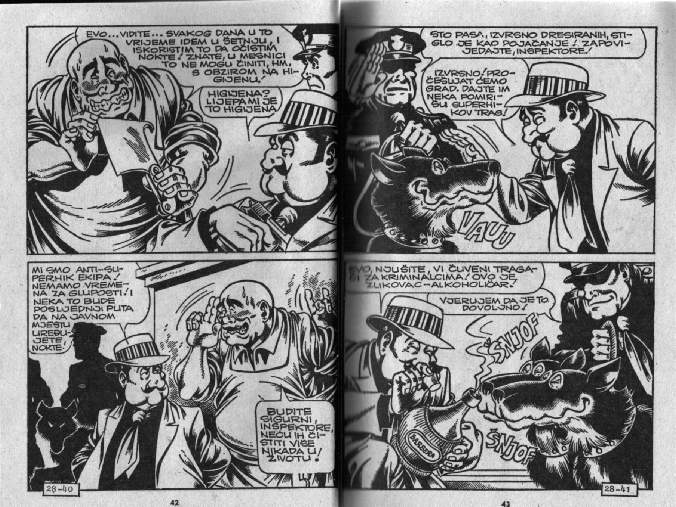 EVO...VIDITE... SVAKOG DANA U TO
VRIJEME IDEM U ŠETNJU, I
ISKORISTIM TO DA OČISTIM
NOKTE! ZNATE, U MESNICI
TO NE MOGU ČINITI, HM,
S OBZIROM NA HI-
GIJENU!
HIGIJENA?
LIJEPA MI JE
TO HIGIJENA!
MI SMO ANTI-SU-
PERHIK EKIPA!
NEMAMO VREME-
NA ZA GLUPOSTI!
NEKA TO BUDE
POSLJEDNJI PUTA
DA NA JAVNOM
MJESTU
UREĐU-
JETE
NOKTE!
BUDITE
SIGURNI,
INSPEKTORE,
NEĆU IH ČI-
STITI VIŠE
NIKADA U
ŽIVOTU!
28-40
42
STO PASA, IZVRSNO DRESIRANIH, STI-
GLO JE KAO POJAČANJE! ZAPOVI-
JEDAJTE, INSPEKTORE!
IZVRSNO! PRO-
ČEŠLJAT ĆEMO
GRAD. DAJTE IM
NEKA POMIRI-
ŠU SUPERHI-
KOV TRAG!
VAUU
EVO, NJUŠITE, VI ČUVENI TRAGA-
ČI ZA KRIMINALCIMA! OVO JE
ZLIKOVAC-ALKOHOLIČAR!
VJERUJEM DA JE TO
DOVOLJNO!
ŠNJOF
ŠNJOF
BARBERA
28-41
43